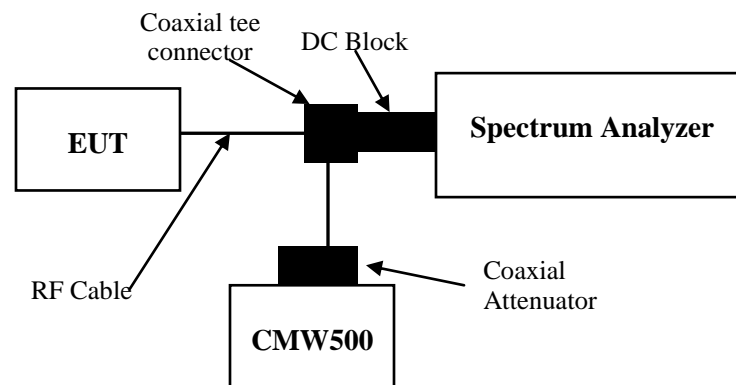 Coaxial tee
connector
DC Block
EUT
Spectrum Analyzer
RF Cable
Coaxial
Attenuator
CMW500